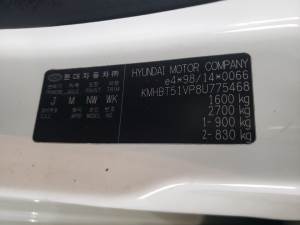 현대자동차㈜
HYUNDAI MOTOR COMPANY
e4*98/14*0066
KMHBT51VP8U775468
J M NW WK
1600 kg
2700 kg
1- 900 kg
2- 830 kg